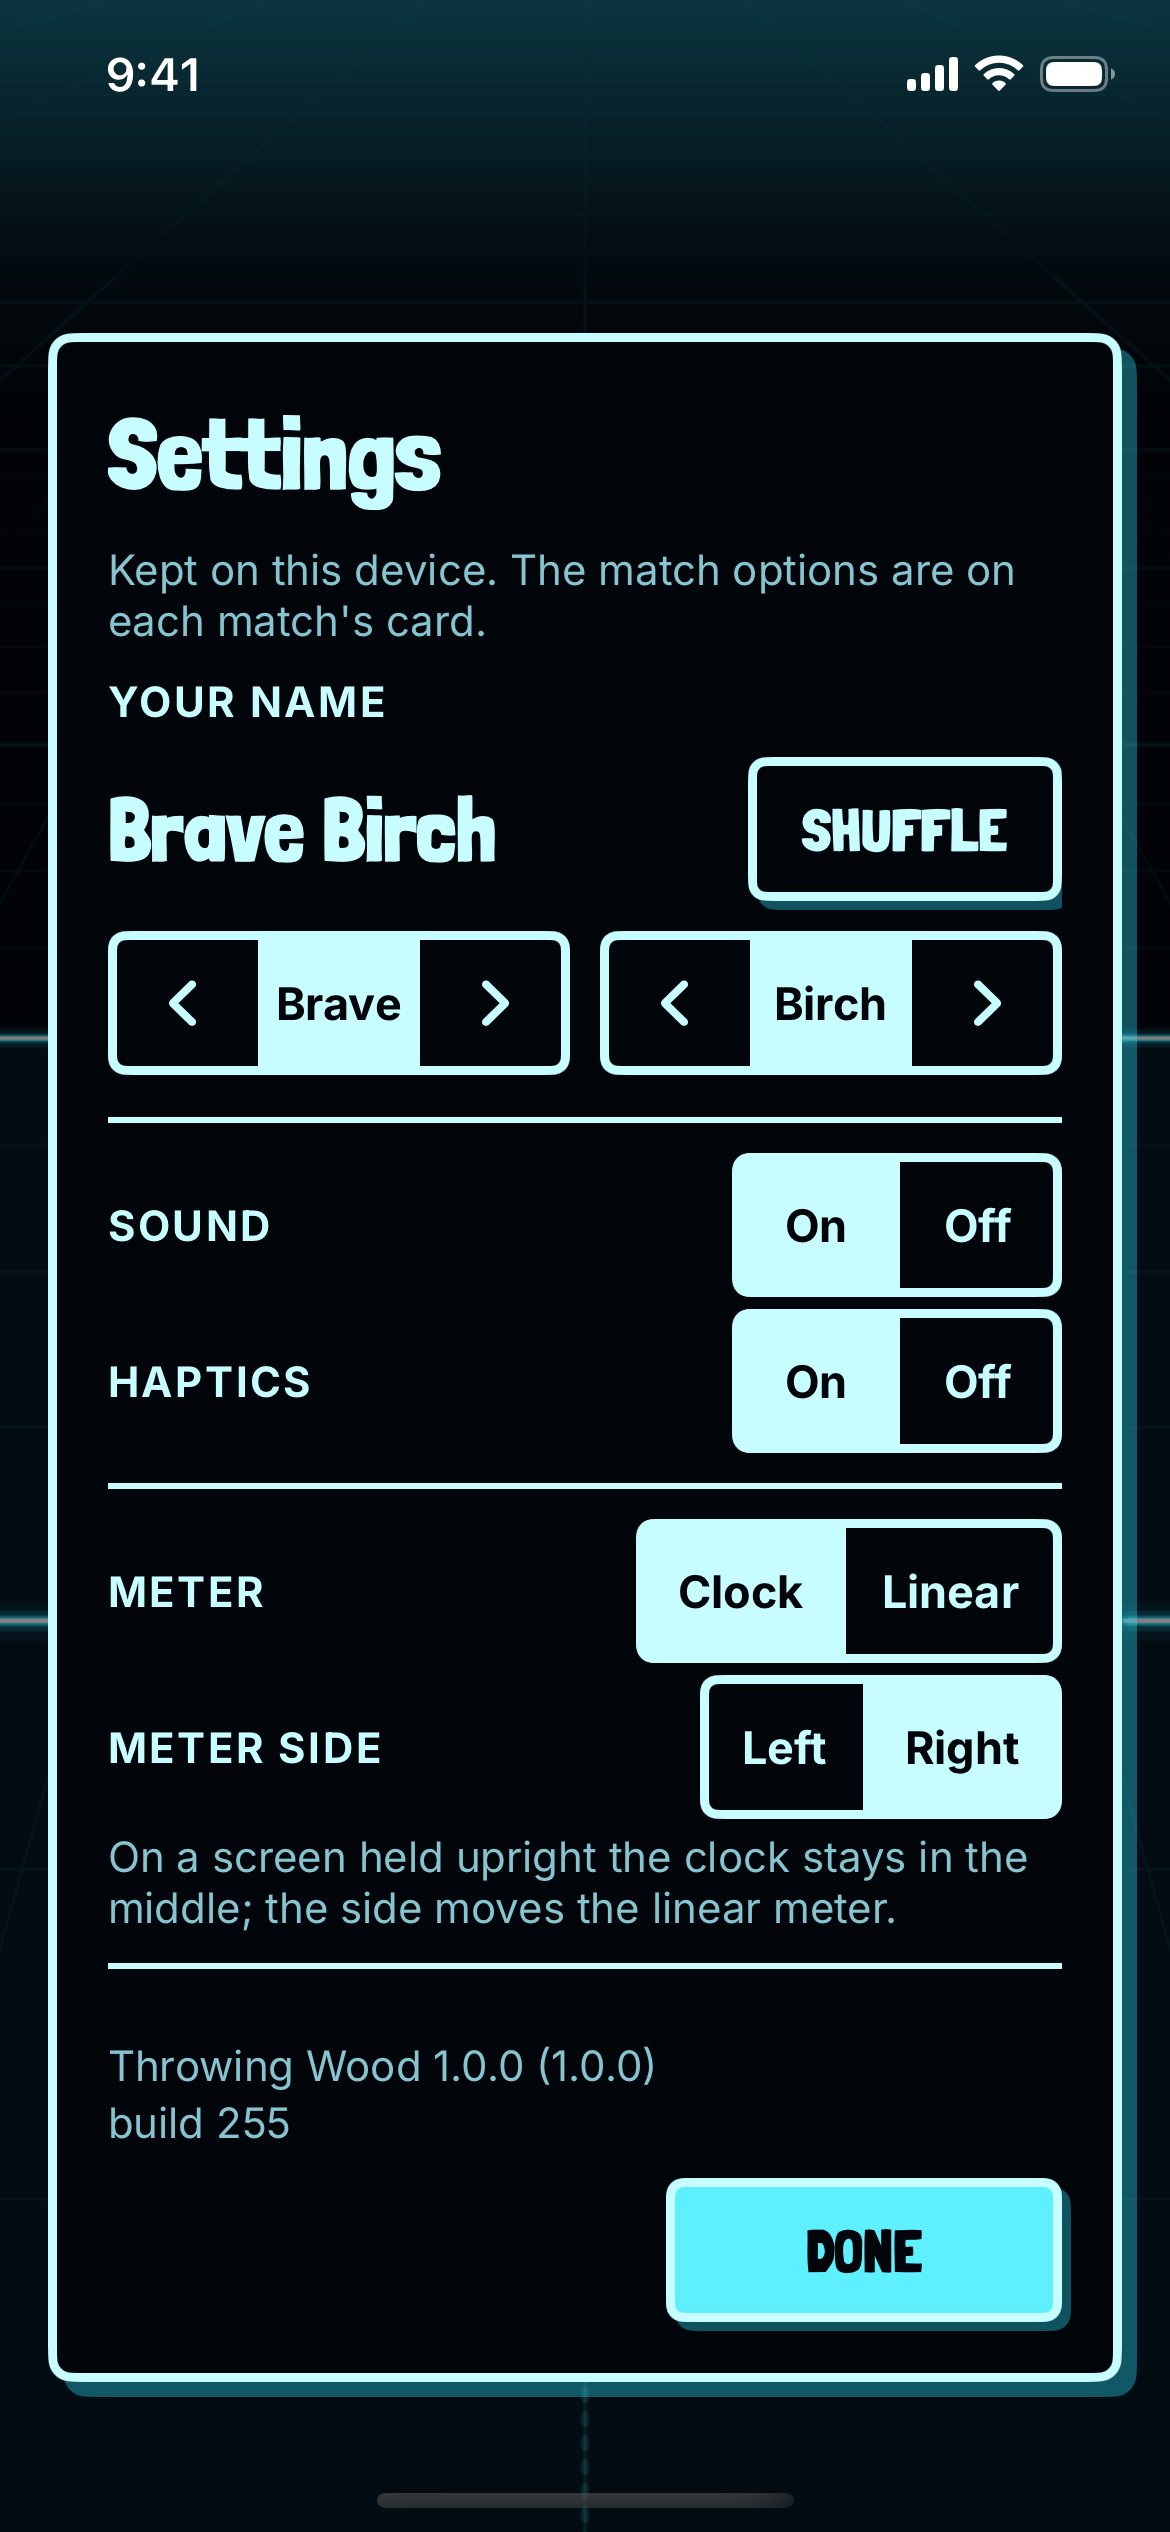 9:41
Settings
Kept on this device. The match options are on
each match's card.
YOUR NAME
Brave Birch
SHUFFLE
Brave
Birch
SOUND
On
Off
HAPTICS
On
Off
METER
Clock
Linear
METER SIDE
Left
Right
On a screen held upright the clock stays in the
middle; the side moves the linear meter.
Throwing Wood 1.0.0 (1.0.0)
build 255
DONE